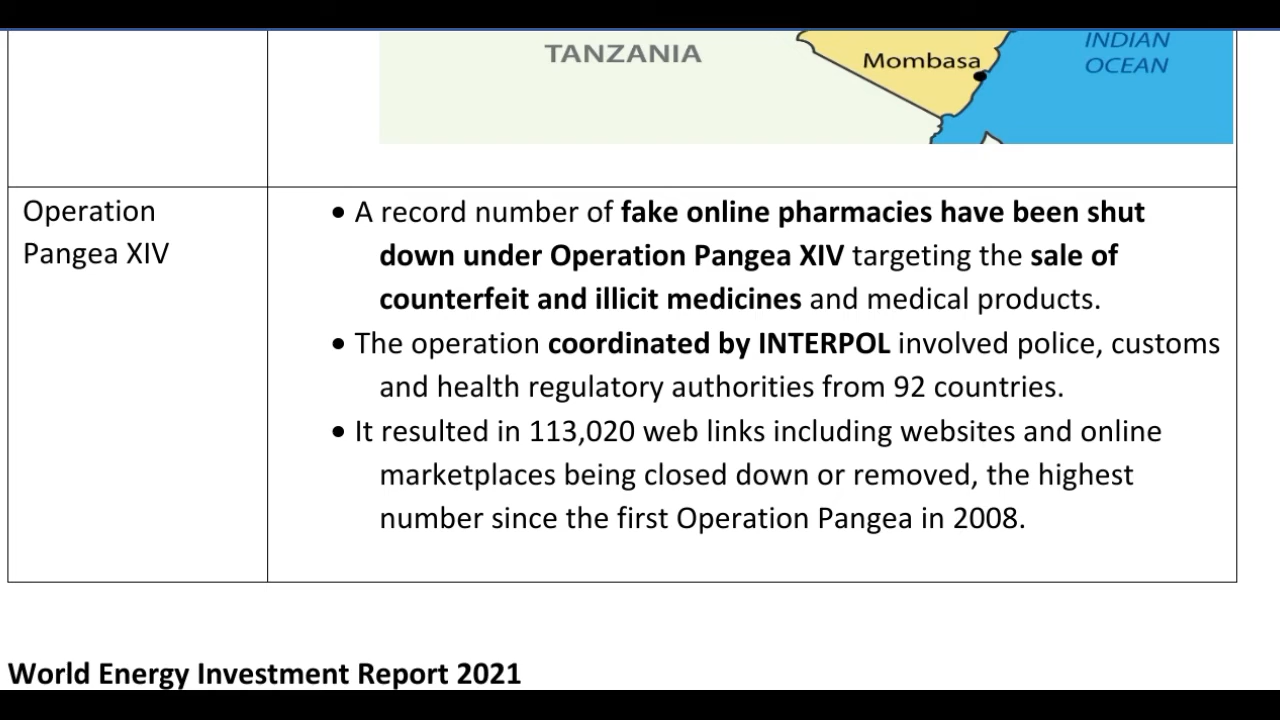 TANZANIA
Mombasa
INDIAN
OCEAN
Operation
Pangea XIV
• A record number of fake online pharmacies have been shut
down under Operation Pangea XIV targeting the sale of
counterfeit and illicit medicines and medical products.
• The operation coordinated by INTERPOL involved police, customs
and health regulatory authorities from 92 countries.
• It resulted in 113,020 web links including websites and online
marketplaces being closed down or removed, the highest
number since the first Operation Pangea in 2008.
World Energy Investment Report 2021